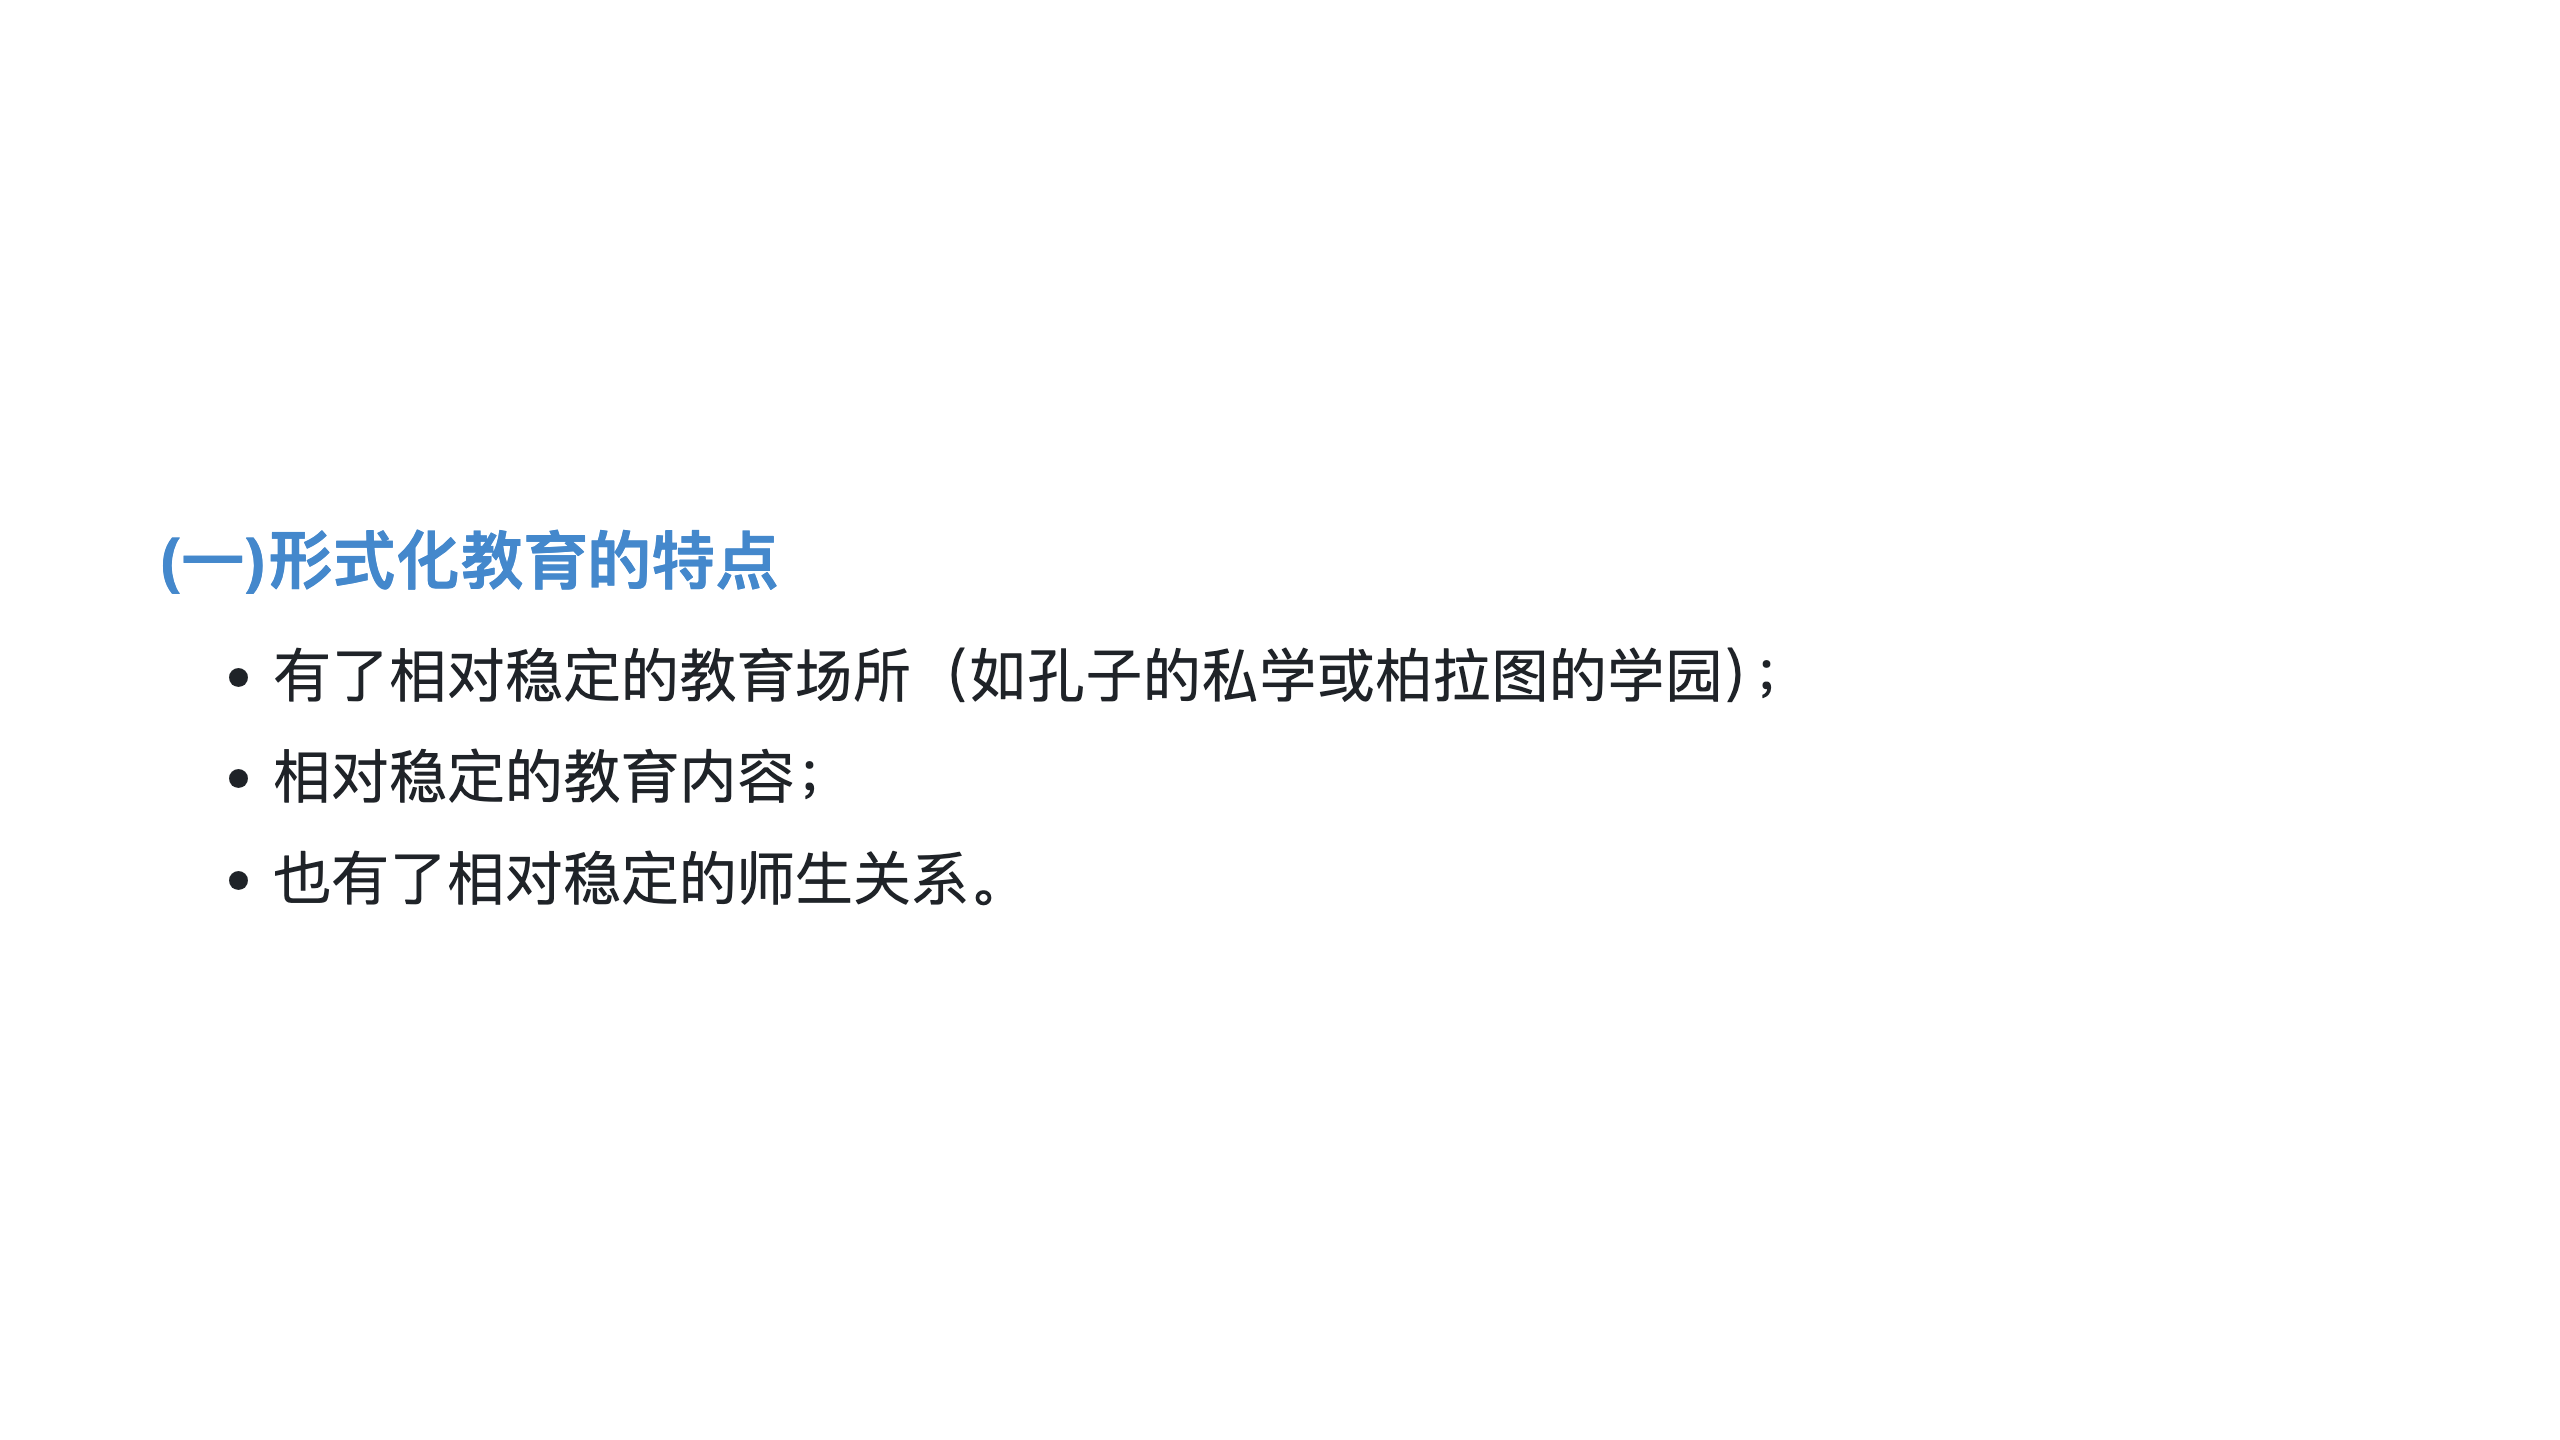 (一)形式化教育的特点
• 有了相对稳定的教育场所（如孔子的私学或柏拉图的学园）；
• 相对稳定的教育内容；
• 也有了相对稳定的师生关系。